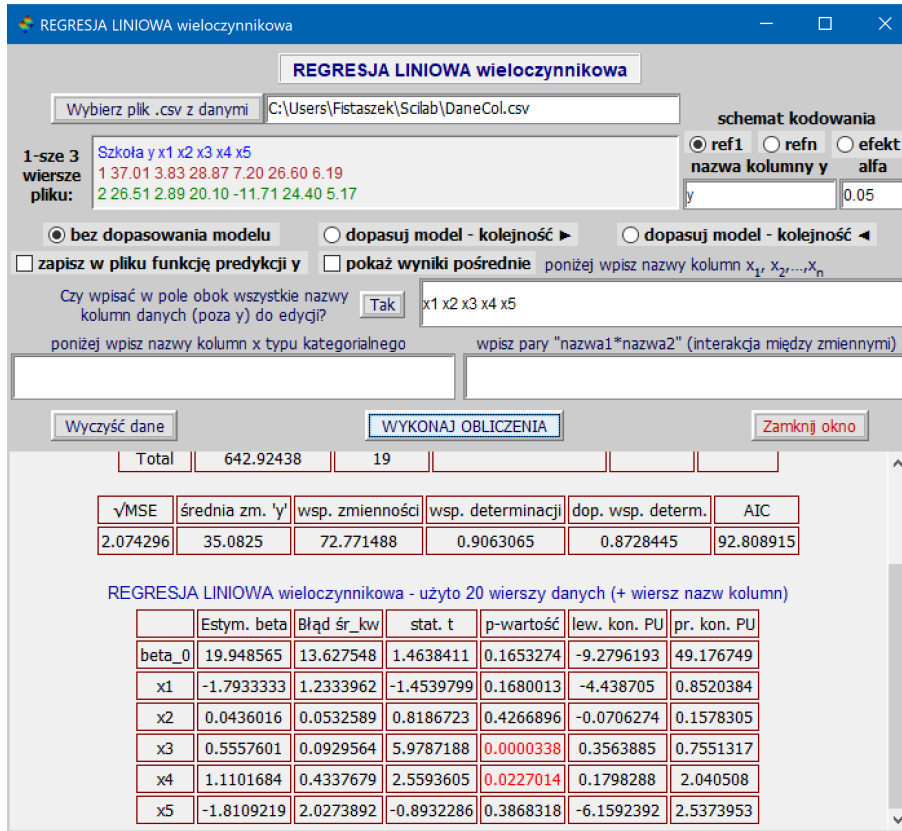 REGRESJA LINIOWA wieloczynnikowa
REGRESJA LINIOWA wieloczynnikowa
Wybierz plik .csv z danymi C:\Users\Fistaszek\Scilab\DaneCol.csv
schemat kodowania
ref1 refn efekt
1-sze 3 wiersze pliku:
Szkoła y x1 x2 x3 x4 x5
1 37.01 3.83 28.87 7.20 26.60 6.19
2 26.51 2.89 20.10 -11.71 24.40 5.17
nazwa kolumny y alfa
y 0.05
bez dopasowania modelu dopasuj model - kolejność ► dopasuj model - kolejność ◄
zapisz w pliku funkcję predykcji y pokaż wyniki pośrednie poniżej wpisz nazwy kolumn x1, x2,...,xn
Czy wpisać w pole obok wszystkie nazwy
kolumn danych (poza y) do edycji?
Tak
x1 x2 x3 x4 x5
poniżej wpisz nazwy kolumn x typu kategorialnego wpisz pary "nazwa1*nazwa2" (interakcja między zmiennymi)
Wyczyść dane WYKONAJ OBLICZENIA Zamknij okno
Total 642.92438 19
√MSE średnia zm. 'y' wsp. zmienności wsp. determinacji dop. wsp. determ. AIC
2.074296 35.0825 72.771488 0.9063065 0.8728445 92.808915
REGRESJA LINIOWA wieloczynnikowa - użyto 20 wierszy danych (+ wiersz nazw kolumn)
Estym. beta Błąd śr_kw stat. t p-wartość lew. kon. PU pr. kon. PU
beta_0 19.948565 13.627548 1.4638411 0.1653274 -9.2796193 49.176749
x1 -1.7933333 1.2333962 -1.4539799 0.1680013 -4.438705 0.8520384
x2 0.0436016 0.0532589 0.8186723 0.4266896 -0.0706274 0.1578305
x3 0.5557601 0.0929564 5.9787188 0.0000338 0.3563885 0.7551317
x4 1.1101684 0.4337679 2.5593605 0.0227014 0.1798288 2.040508
x5 -1.8109219 2.0273892 -0.8932286 0.3868318 -6.1592392 2.5373953